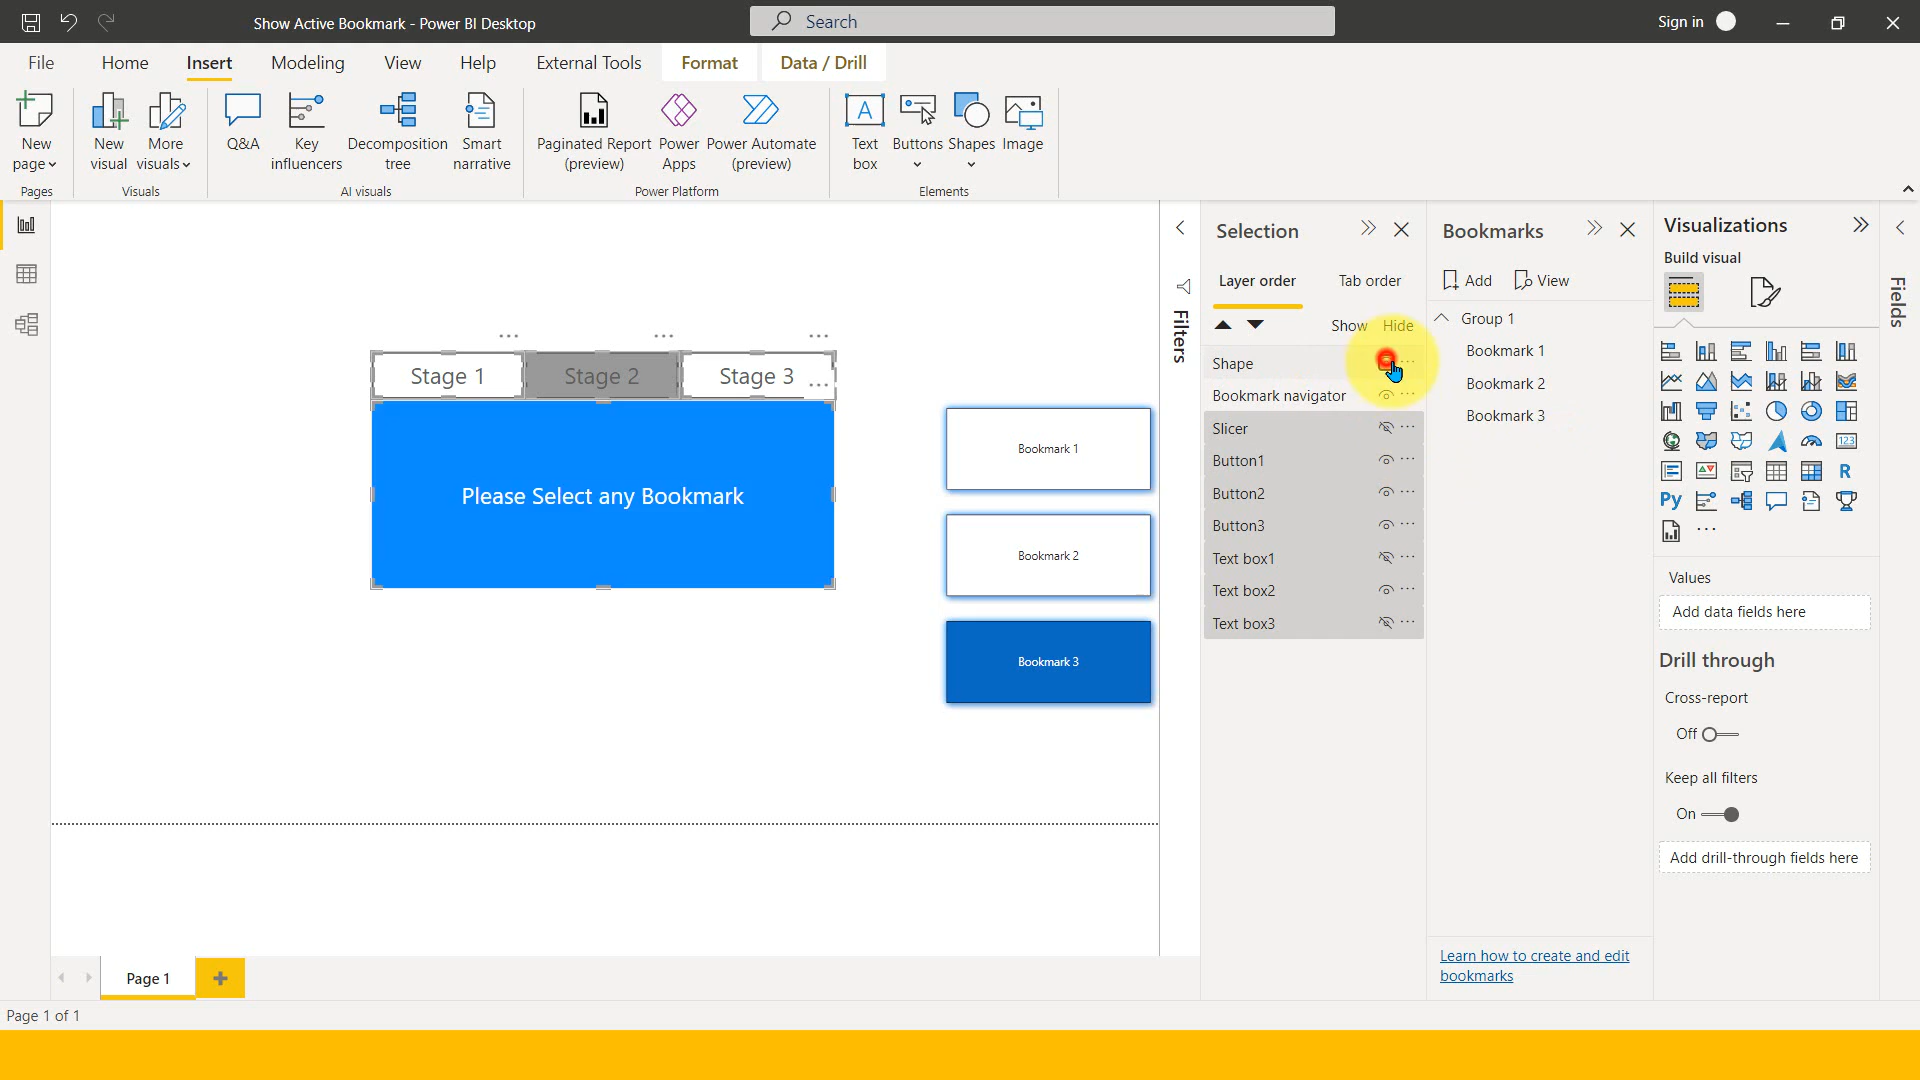 Show Active Bookmark - Power BI Desktop
Search
Sign in
File
Home
Insert
Modeling
View
Help
External Tools
Format
Data / Drill
New page
New visual
More visuals
Q&A
Key influencers
Decomposition tree
Smart narrative
Paginated Report (preview)
Power Apps
Power Automate (preview)
Text box
Buttons
Shapes
Image
Pages
Visuals
AI visuals
Power Platform
Elements
Stage 1
Stage 2
Stage 3
Please Select any Bookmark
Bookmark 1
Bookmark 2
Bookmark 3
Filters
Selection
Layer order
Tab order
Show
Hide
Shape
Bookmark navigator
Slicer
Button1
Button2
Button3
Text box1
Text box2
Text box3
Bookmarks
Add
View
Group 1
Bookmark 1
Bookmark 2
Bookmark 3
Learn how to create and edit
bookmarks
Visualizations
Build visual
123
R
Py
Values
Add data fields here
Drill through
Cross-report
Off
Keep all filters
On
Add drill-through fields here
Fields
Page 1
Page 1 of 1